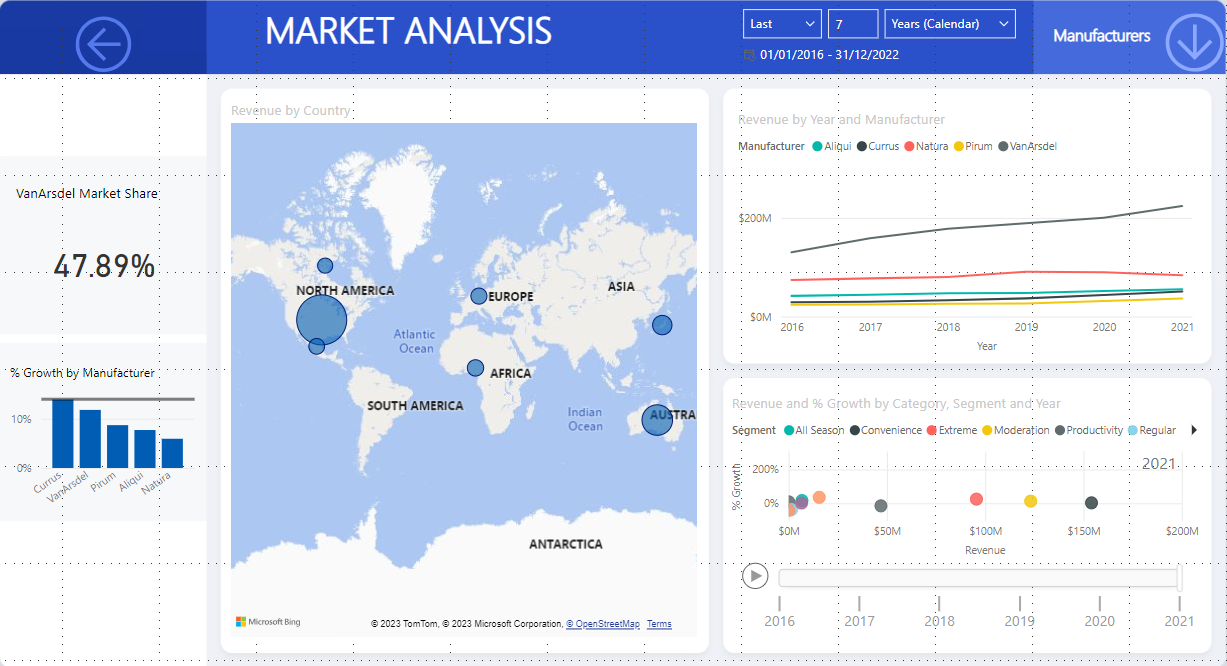 MARKET ANALYSIS
Last
7
Years (Calendar)
01/01/2016 - 31/12/2022
Manufacturers
VanArsdel Market Share
47.89%
% Growth by Manufacturer
10%
0%
Currus
VanArsdel
Pirum
Aliqui
Natura
Revenue by Country
NORTH AMERICA
EUROPE
ASIA
Atlantic
Ocean
AFRICA
SOUTH AMERICA
Indian
Ocean
AUSTRA
ANTARCTICA
Microsoft Bing
© 2023 TomTom, © 2023 Microsoft Corporation, © OpenStreetMap Terms
Revenue by Year and Manufacturer
Manufacturer Aliqui Currus Natura Pirum VanArsdel
$200M
$0M
2016 2017 2018 2019 2020 2021
Year
Revenue and % Growth by Category, Segment and Year
Segment All Season Convenience Extreme Moderation Productivity Regular
2021
% Growth
200%
0%
$0M $50M $100M $150M $200M
Revenue
2016 2017 2018 2019 2020 2021